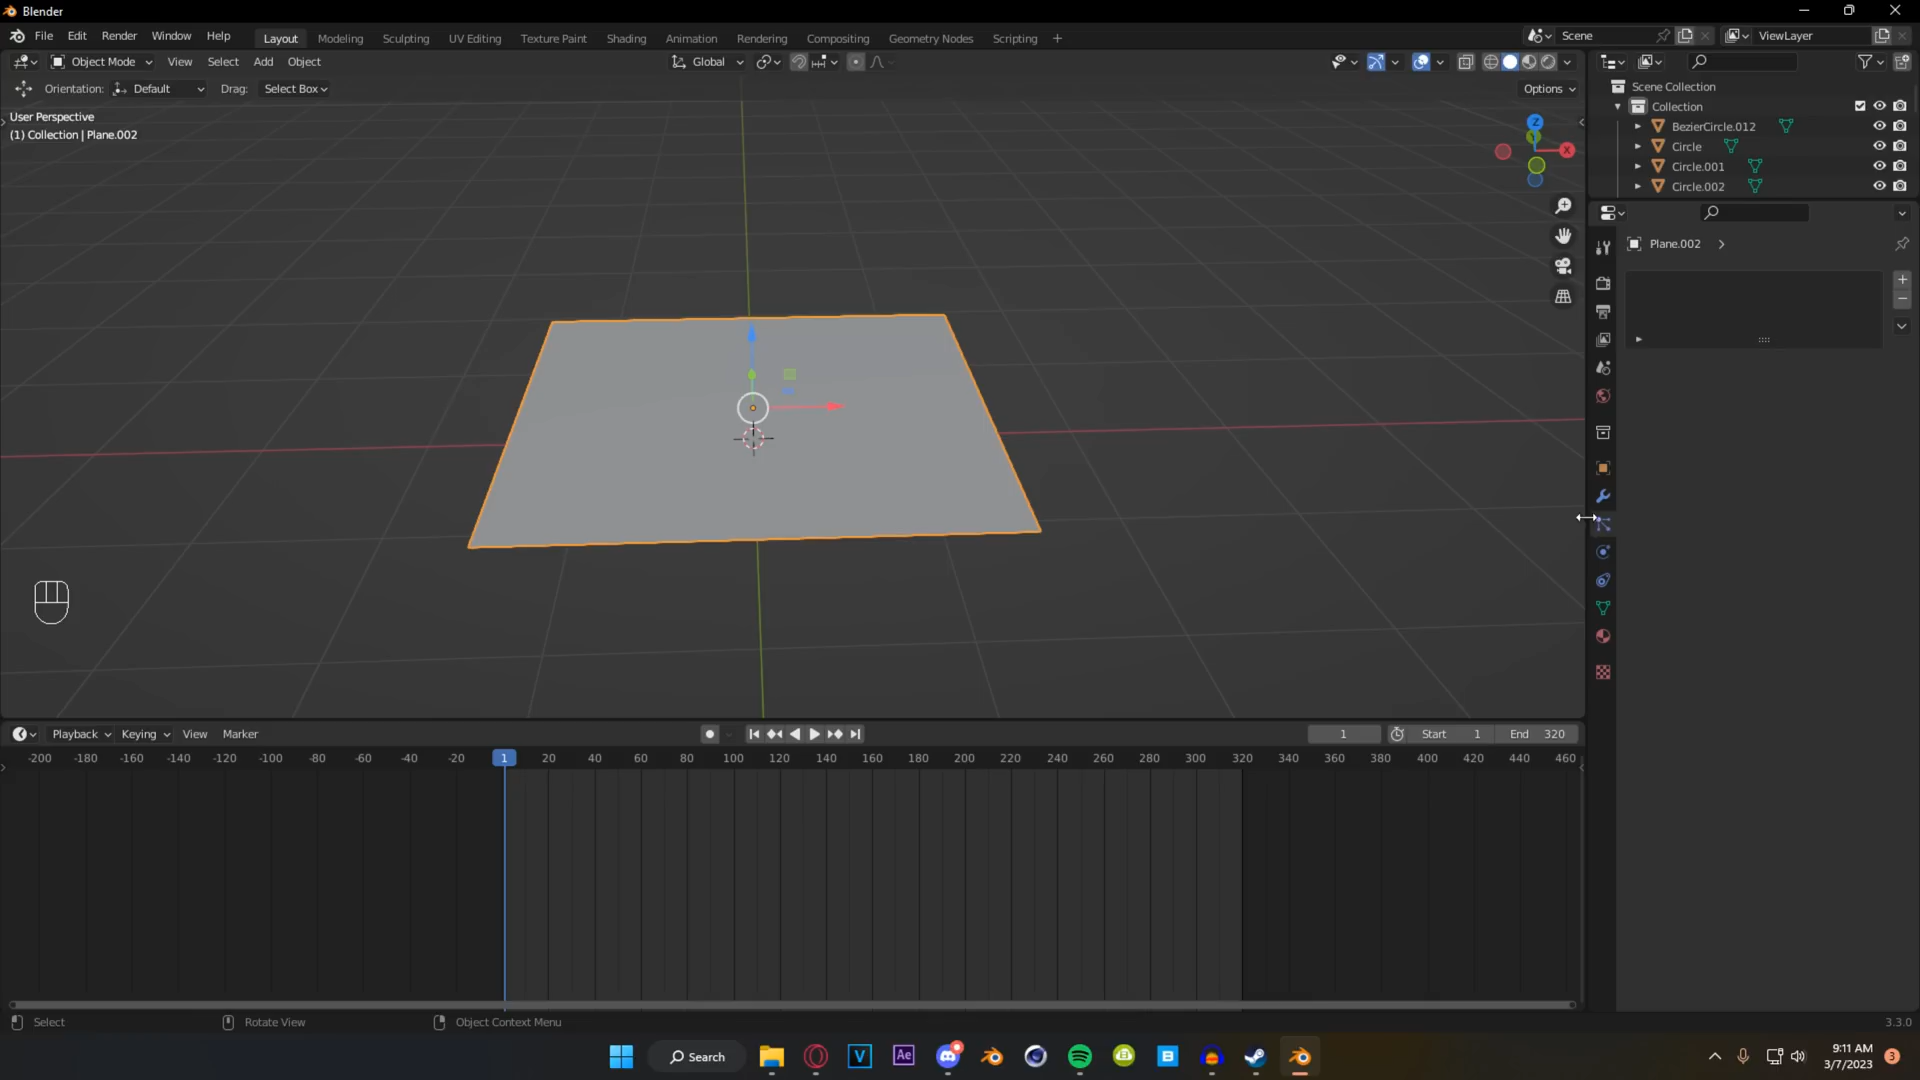 Blender
File Edit Render Window Help Layout Modeling Sculpting UV Editing Texture Paint Shading Animation Rendering Compositing Geometry Nodes Scripting + Scene ViewLayer
Object Mode View Select Add Object Global
Orientation: Default Drag: Select Box Options
User Perspective
(1) Collection | Plane.002
Z
X
Scene Collection
Collection
BezierCircle.012
Circle
Circle.001
Circle.002
Plane.002
Playback Keying View Marker 1 Start 1 End 320
-200 -180 -160 -140 -120 -100 -80 -60 -40 -20 1 20 40 60 80 100 120 140 160 180 200 220 240 260 280 300 320 340 360 380 400 420 440 460
Select Rotate View Object Context Menu 3.3.0
Search V Ae B 9:11 AM 3
3/7/2023